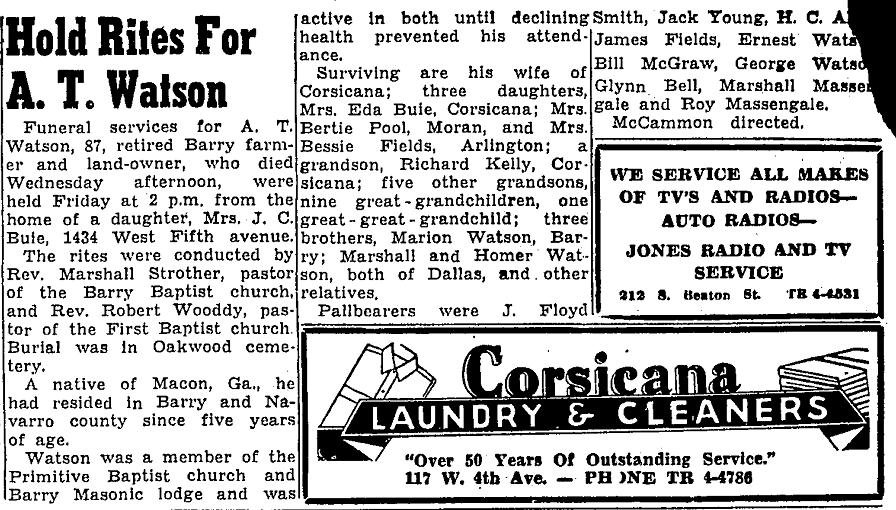 Hold Rites For
A. T. Watson
Funeral services for A. T.
Watson, 87, retired Barry farm-
er and land-owner, who died
Wednesday afternoon, were
held Friday at 2 p.m. from the
home of a daughter, Mrs. J. C.
Buie, 1434 West Fifth avenue.
The rites were conducted by
Rev. Marshall Strother, pastor
of the Barry Baptist church,
and Rev. Robert Wooddy, pas-
tor of the First Baptist church.
Burial was in Oakwood ceme-
tery.
A native of Macon, Ga., he
had resided in Barry and Na-
varro county since five years
of age.
Watson was a member of the
Primitive Baptist church and
Barry Masonic lodge and was
active in both until declining
health prevented his attend-
ance.
Surviving are his wife of
Corsicana; three daughters,
Mrs. Eda Buie, Corsicana; Mrs.
Bertie Pool, Moran, and Mrs.
Bessie Fields, Arlington; a
grandson, Richard Kelly, Cor-
sicana; five other grandsons,
nine great-grandchildren, one
great-great-grandchild; three
brothers, Marion Watson, Bar-
ry; Marshall and Homer Wat-
son, both of Dallas, and other
relatives.
Pallbearers were J. Floyd
Smith, Jack Young, H. C.
James Fields, Ernest
Bill McGraw, George
Glynn Bell, Marshall Massen-
gale and Roy Massengale.
McCammon directed.
WE SERVICE ALL MAKES
OF TV'S AND RADIOS—
AUTO RADIOS—
JONES RADIO AND TV
SERVICE
212 S. Beaton St. TR 4-4531
Corsicana
LAUNDRY & CLEANERS
"Over 50 Years Of Outstanding Service."
117 W. 4th Ave. — PHONE TR 4-4786